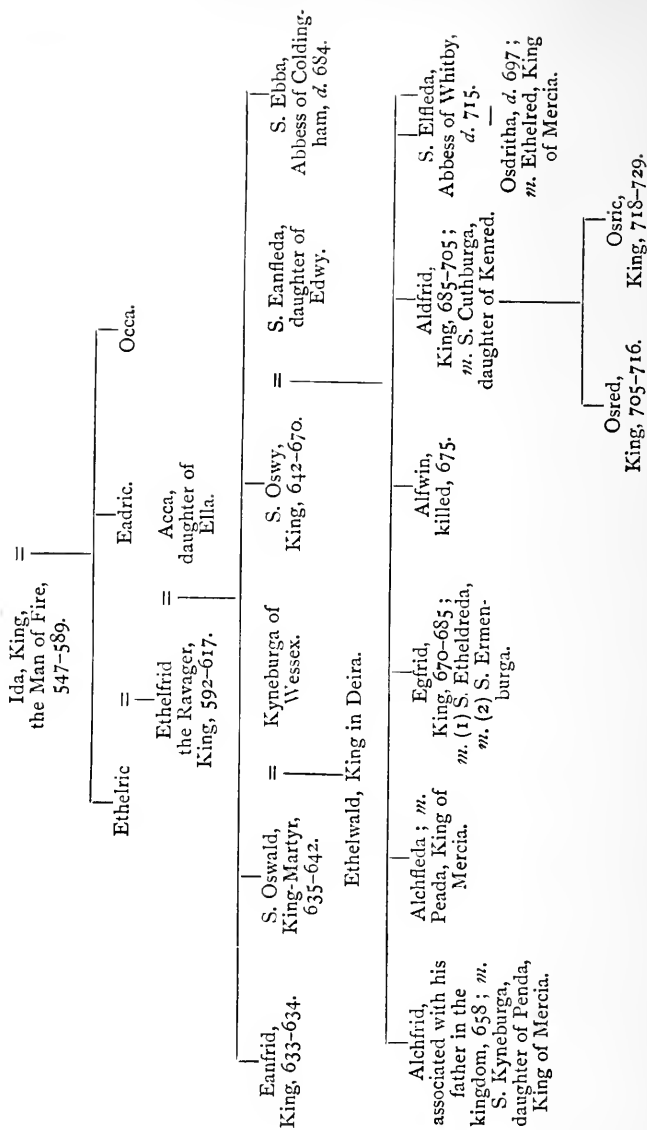 Ida, King,
the Man of Fire,
547–589.
=
Ethelric
=
Eadric.
Occa.
Ethelfrid
the Ravager,
King, 592–617.
=
Acca,
daughter of
Ella.
Eanfrid,
King, 633–634.
S. Oswald,
King-Martyr,
635–642.
=
Kyneburga of
Wessex.
S. Oswy,
King, 642–670.
=
S. Eanfleda,
daughter of
Edwy.
S. Ebba,
Abbess of Colding-
ham, d. 684.
Ethelwald, King in Deira.
Alchfrid,
associated with his
father in the
kingdom, 658; m.
S. Kyneburga,
daughter of Penda,
King of Mercia.
Alchfleda; m.
Peada, King of
Mercia.
Egfrid,
King, 670–685;
m. (1) S. Etheldreda,
m. (2) S. Ermen-
burga.
Alfwin,
killed, 675.
Aldfrid,
King, 685–705;
m. S. Cuthburga,
daughter of Kenred.
S. Elfleda,
Abbess of Whitby,
d. 715.
Osdritha, d. 697;
m. Ethelred, King
of Mercia.
Osred,
King, 705–716.
Osric,
King, 718–729.